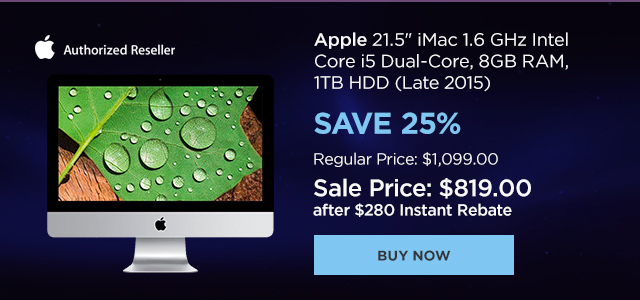 Authorized Reseller
Apple 21.5" iMac 1.6 GHz Intel
Core i5 Dual-Core, 8GB RAM,
1TB HDD (Late 2015)
SAVE 25%
Regular Price: $1,099.00
Sale Price: $819.00
after $280 Instant Rebate
BUY NOW